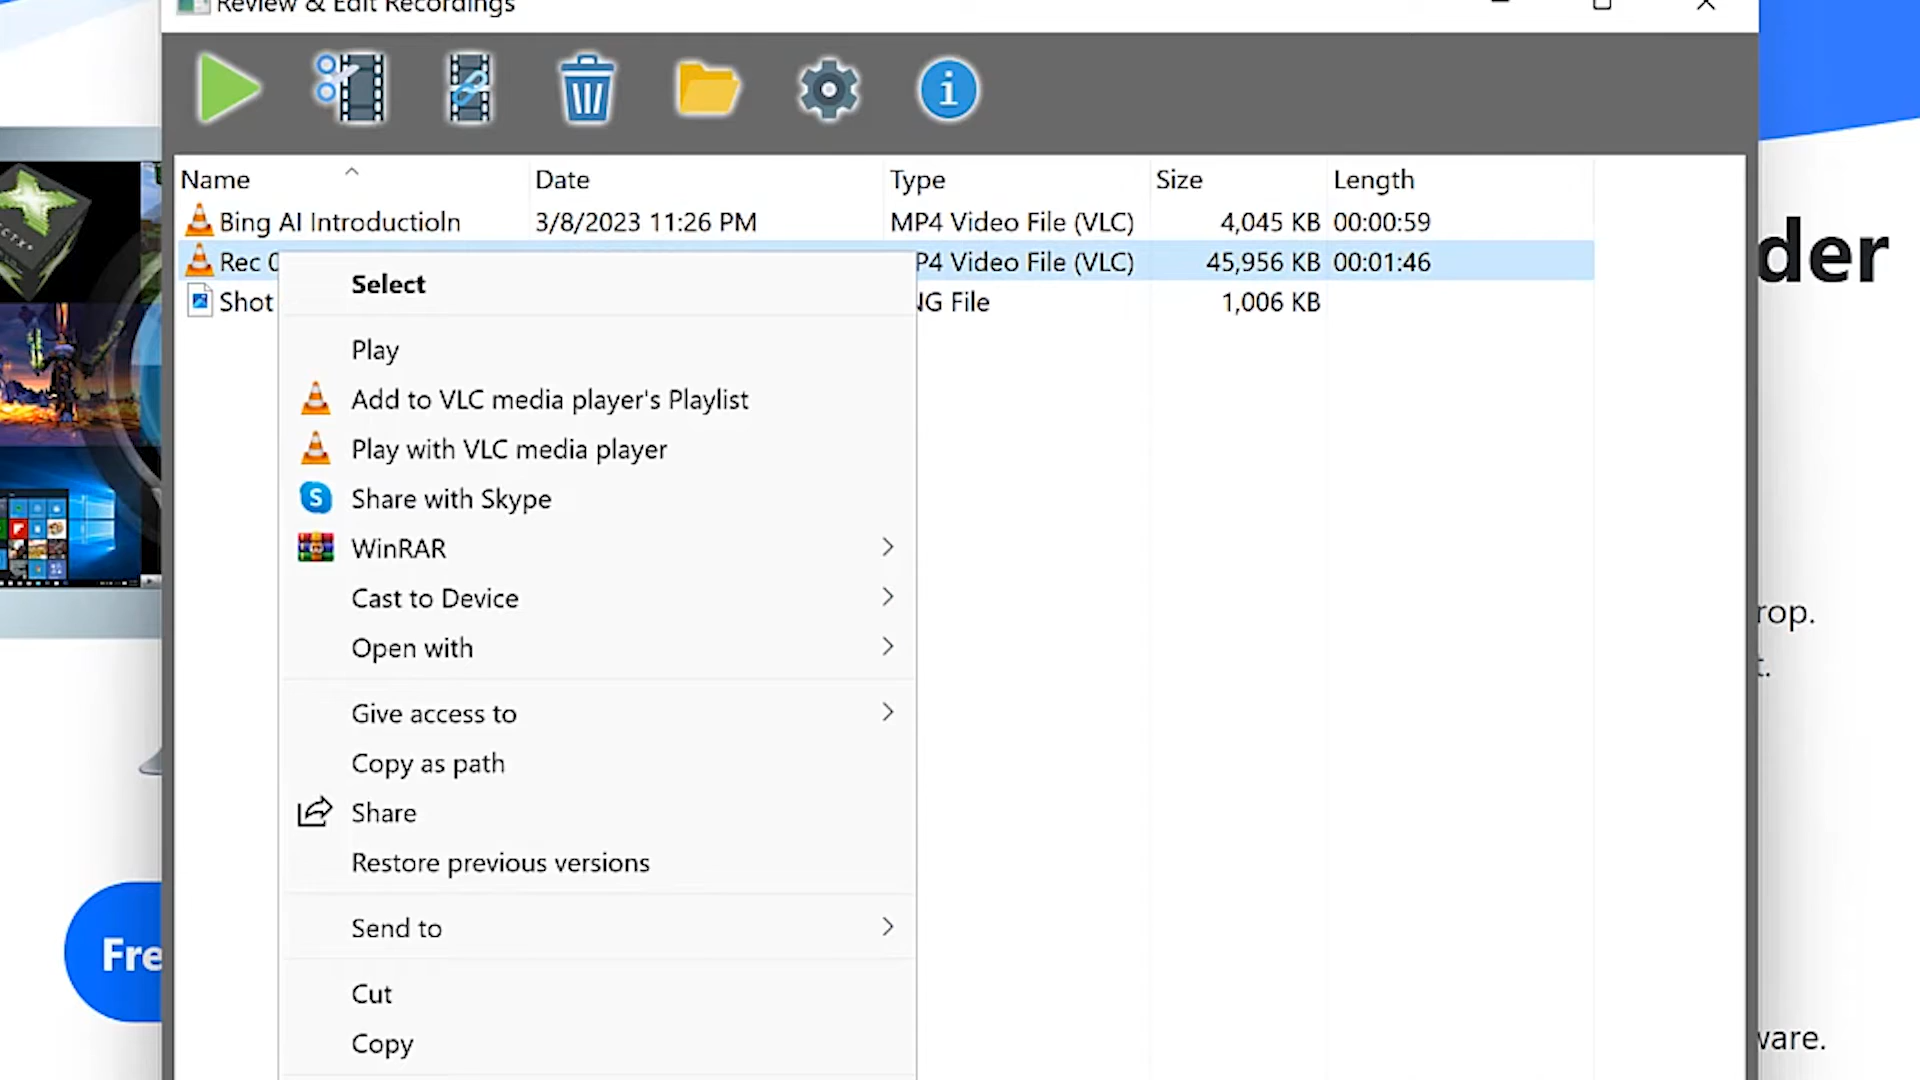 Review & Edit Recordings
Name Date Type Size Length
Bing AI Introductioln 3/8/2023 11:26 PM MP4 Video File (VLC) 4,045 KB 00:00:59
Rec P4 Video File (VLC) 45,956 KB 00:01:46
Shot NG File 1,006 KB
Select
Play
Add to VLC media player's Playlist
Play with VLC media player
Share with Skype
WinRAR
Cast to Device
Open with
Give access to
Copy as path
Share
Restore previous versions
Send to
Cut
Copy
der
rop.
t.
Fre
ware.